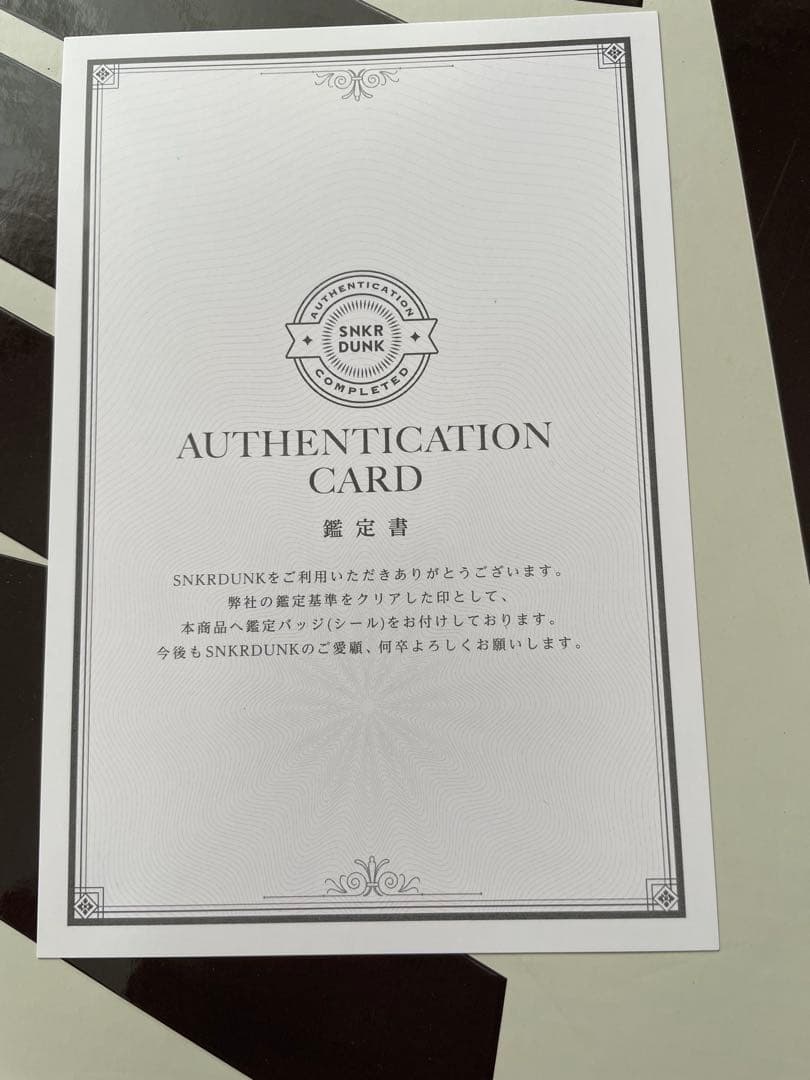 AUTHENTICATION
SNKR
DUNK
COMPLETED
AUTHENTICATION
CARD
鑑定書
SNKRDUNKをご利用いただきありがとうございます。
弊社の鑑定基準をクリアした印として、
本商品へ鑑定バッジ(シール)をお付けしております。
今後もSNKRDUNKのご愛顧、何卒よろしくお願いします。